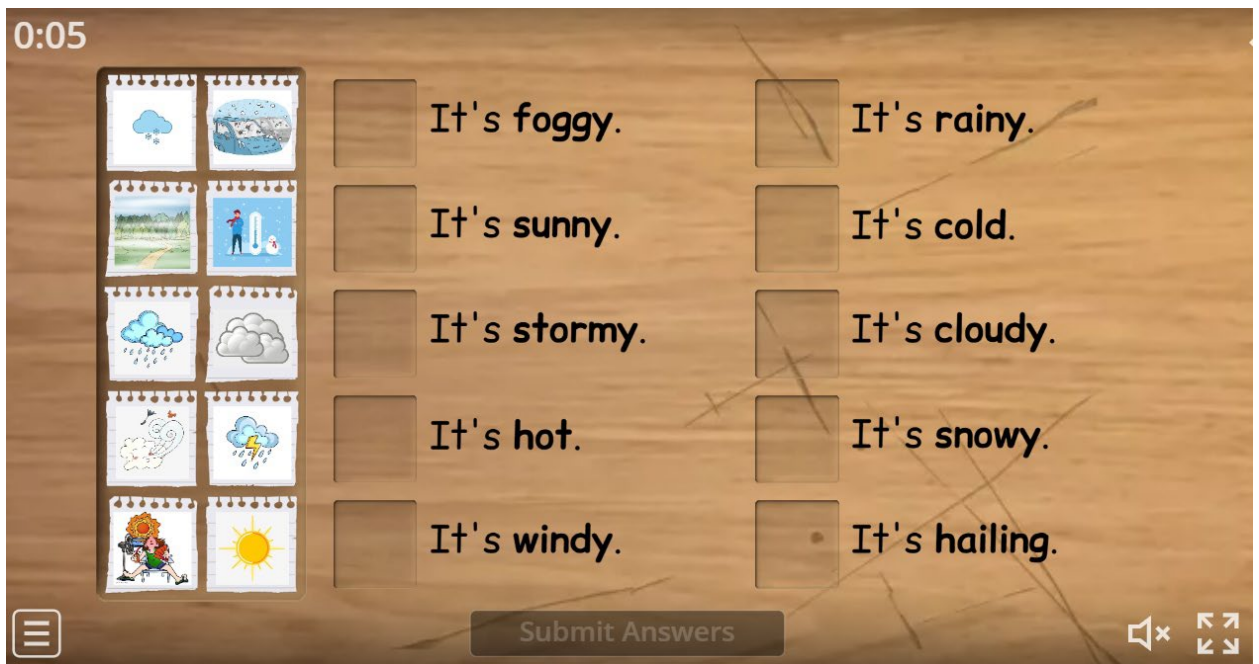 0:05
It's foggy.
It's rainy.
It's sunny.
It's cold.
It's stormy.
It's cloudy.
It's hot.
It's snowy.
It's windy.
It's hailing.
Submit Answers